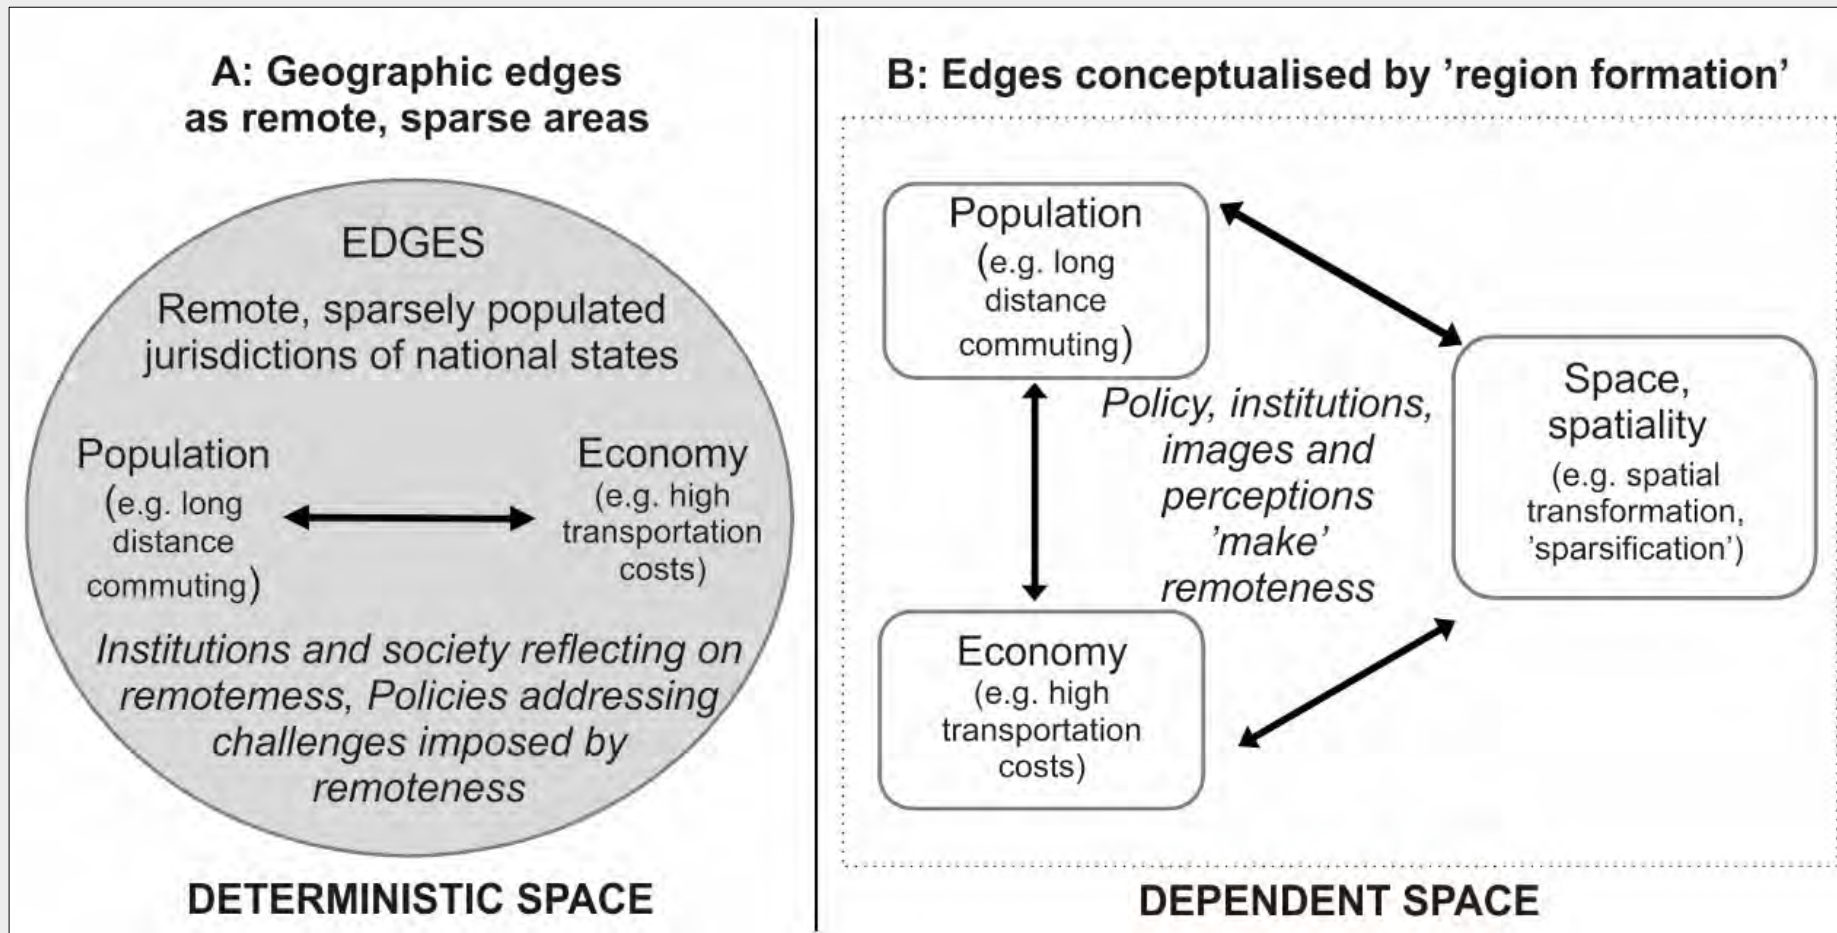 A: Geographic edges
as remote, sparse areas
EDGES
Remote, sparsely populated
jurisdictions of national states
Population
(e.g. long
distance
commuting)
Economy
(e.g. high
transportation
costs)
Institutions and society reflecting on
remotemess, Policies addressing
challenges imposed by
remoteness
DETERMINISTIC SPACE
B: Edges conceptualised by ’region formation’
Population
(e.g. long
distance
commuting)
Policy, institutions,
images and
perceptions
’make’
remoteness
Space,
spatiality
(e.g. spatial
transformation,
’sparsification’)
Economy
(e.g. high
transportation
costs)
DEPENDENT SPACE